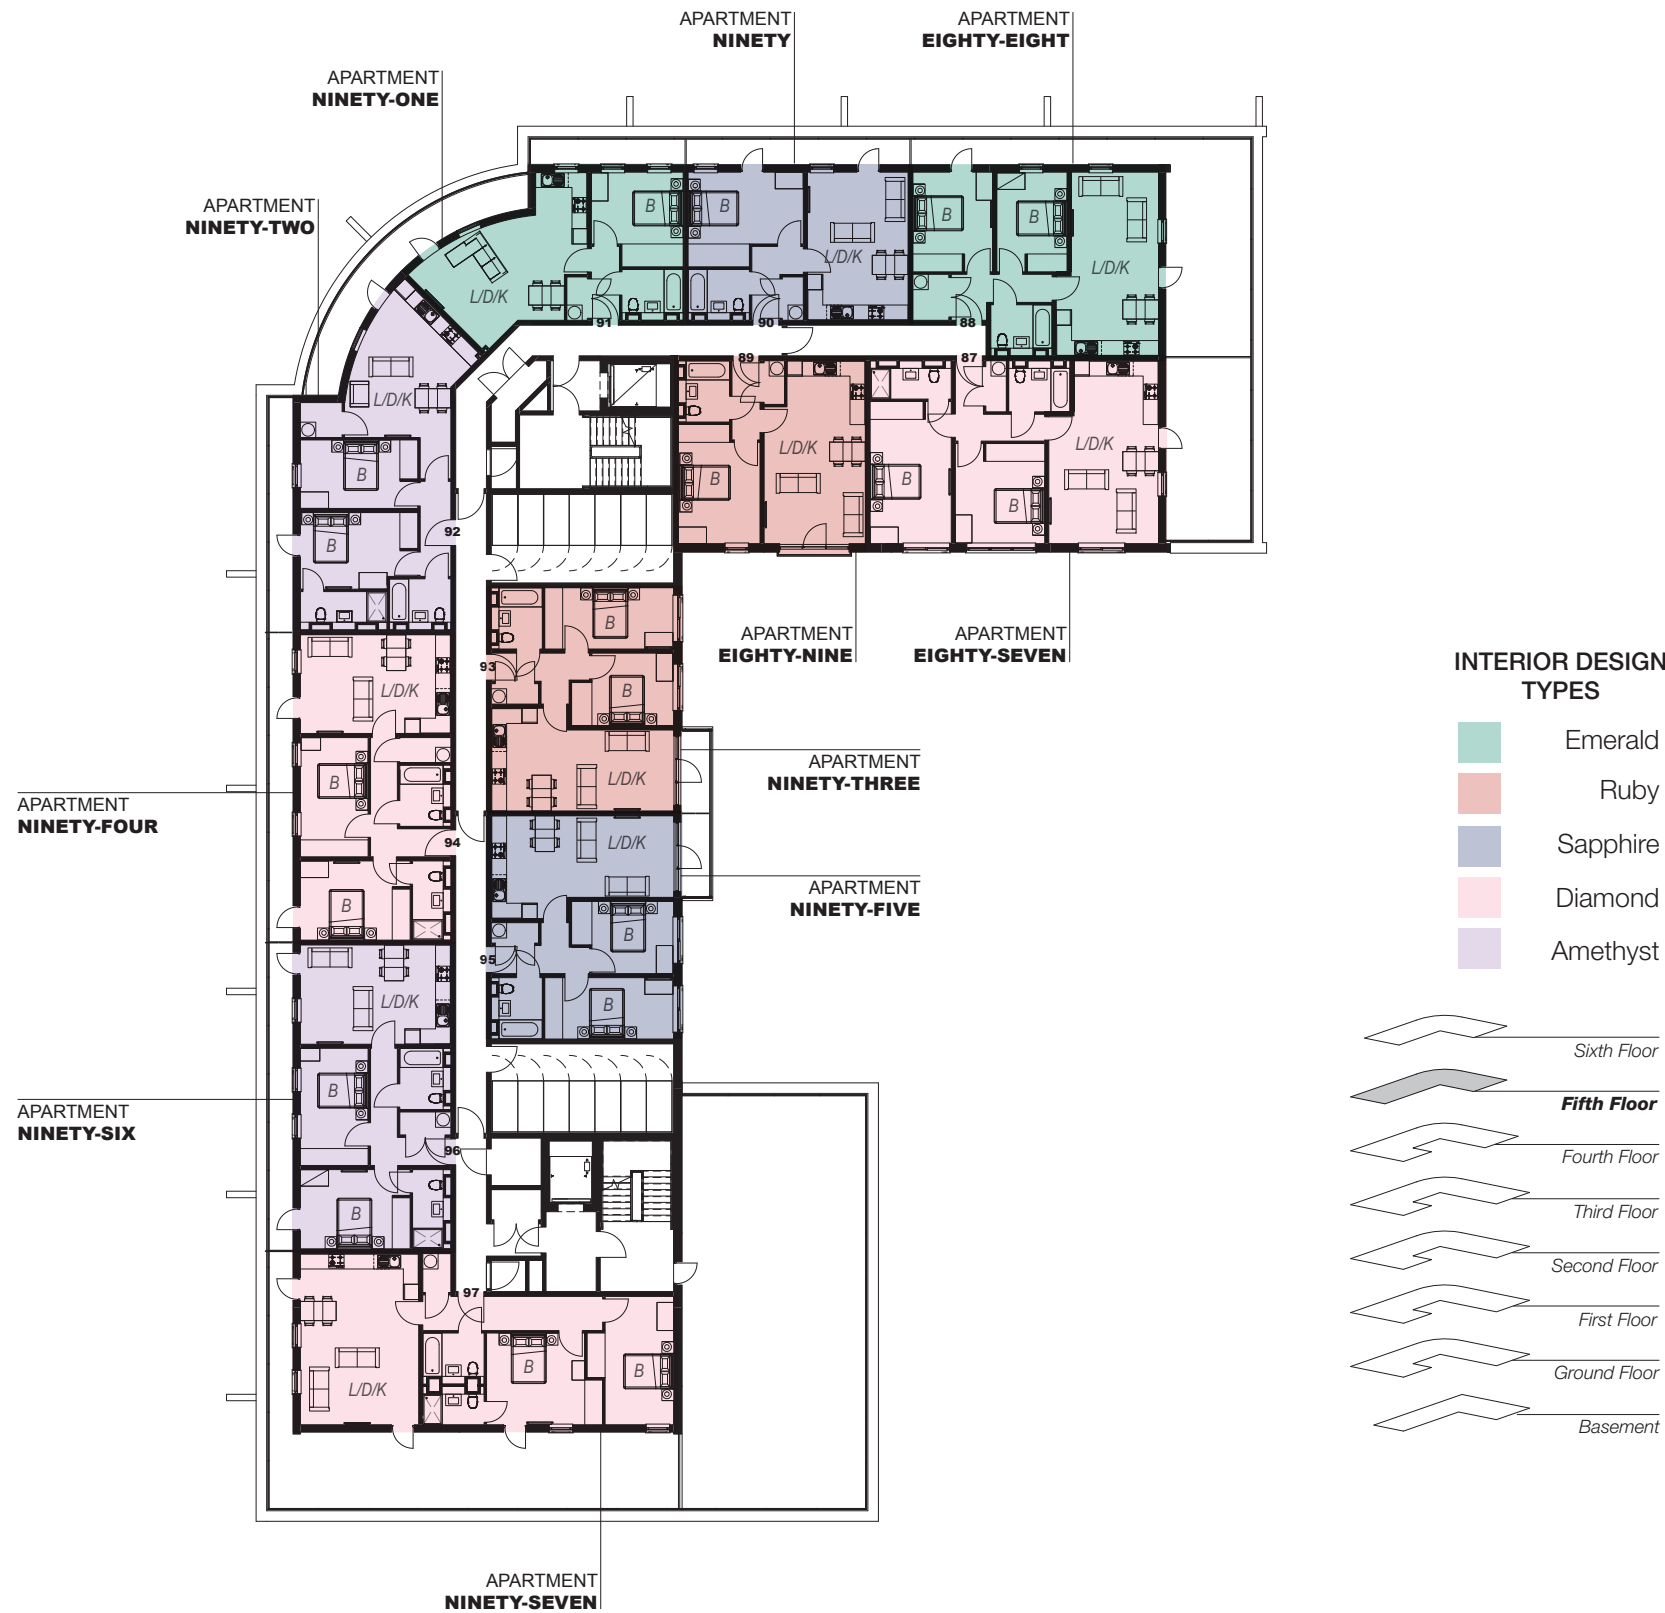 APARTMENT
NINETY
APARTMENT
EIGHTY-EIGHT
APARTMENT
NINETY-ONE
APARTMENT
NINETY-TWO
B
B
B
B
L/D/K
L/D/K
L/D/K
91
90
88
89
87
L/D/K
L/D/K
L/D/K
B
B
B
B
92
B
APARTMENT
EIGHTY-NINE
APARTMENT
EIGHTY-SEVEN
B
93
B
L/D/K
L/D/K
B
APARTMENT
NINETY-THREE
APARTMENT
NINETY-FOUR
94
L/D/K
B
APARTMENT
NINETY-FIVE
B
95
L/D/K
B
B
APARTMENT
NINETY-SIX
96
B
97
B
B
L/D/K
APARTMENT
NINETY-SEVEN
INTERIOR DESIGN
TYPES
Emerald
Ruby
Sapphire
Diamond
Amethyst
Sixth Floor
Fifth Floor
Fourth Floor
Third Floor
Second Floor
First Floor
Ground Floor
Basement